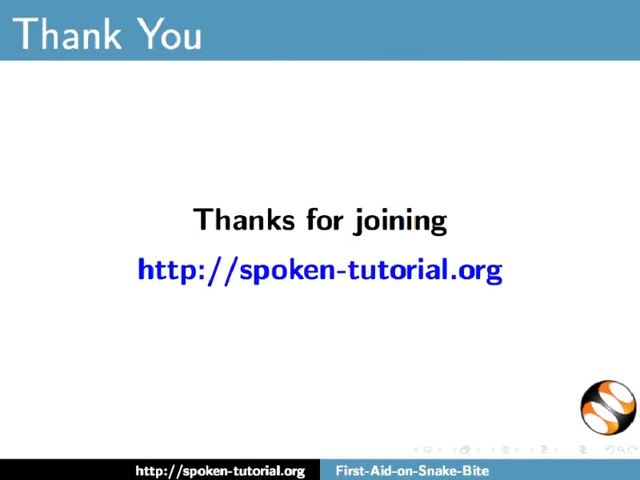 Thank You
Thanks for joining
http://spoken-tutorial.org
http://spoken-tutorial.org First-Aid-on-Snake-Bite